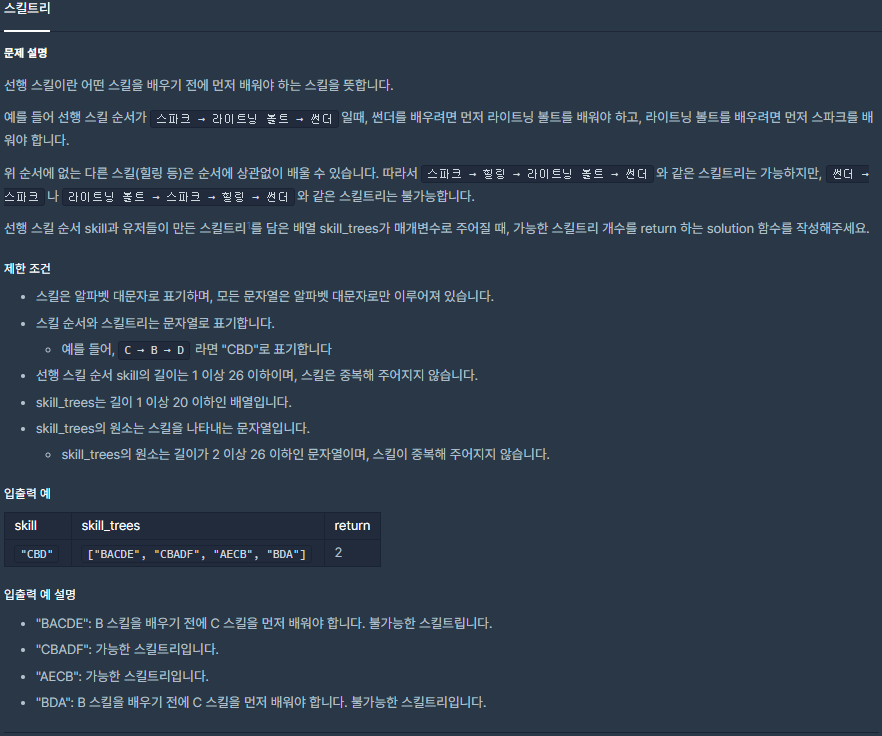 스킬트리
문제 설명
선행 스킬이란 어떤 스킬을 배우기 전에 먼저 배워야 하는 스킬을 뜻합니다.
예를 들어 선행 스킬 순서가 스파크 → 라이트닝 볼트 → 썬더 일때, 썬더를 배우려면 먼저 라이트닝 볼트를 배워야 하고, 라이트닝 볼트를 배우려면 먼저 스파크를 배
워야 합니다.
위 순서에 없는 다른 스킬(힐링 등)은 순서에 상관없이 배울 수 있습니다. 따라서 스파크 → 힐링 → 라이트닝 볼트 → 썬더 와 같은 스킬트리는 가능하지만, 썬더 →
스파크 나 라이트닝 볼트 → 스파크 → 힐링 → 썬더 와 같은 스킬트리는 불가능합니다.
선행 스킬 순서 skill과 유저들이 만든 스킬트리¹를 담은 배열 skill_trees가 매개변수로 주어질 때, 가능한 스킬트리 개수를 return 하는 solution 함수를 작성해주세요.
제한 조건
• 스킬은 알파벳 대문자로 표기하며, 모든 문자열은 알파벳 대문자로만 이루어져 있습니다.
• 스킬 순서와 스킬트리는 문자열로 표기합니다.
◦ 예를 들어, C → B → D 라면 "CBD"로 표기합니다
• 선행 스킬 순서 skill의 길이는 1 이상 26 이하이며, 스킬은 중복해 주어지지 않습니다.
• skill_trees는 길이 1 이상 20 이하인 배열입니다.
• skill_trees의 원소는 스킬을 나타내는 문자열입니다.
◦ skill_trees의 원소는 길이가 2 이상 26 이하인 문자열이며, 스킬이 중복해 주어지지 않습니다.
입출력 예
skill skill_trees return
"CBD" ["BACDE", "CBADF", "AECB", "BDA"] 2
입출력 예 설명
• "BACDE": B 스킬을 배우기 전에 C 스킬을 먼저 배워야 합니다. 불가능한 스킬트립니다.
• "CBADF": 가능한 스킬트리입니다.
• "AECB": 가능한 스킬트리입니다.
• "BDA": B 스킬을 배우기 전에 C 스킬을 먼저 배워야 합니다. 불가능한 스킬트리입니다.